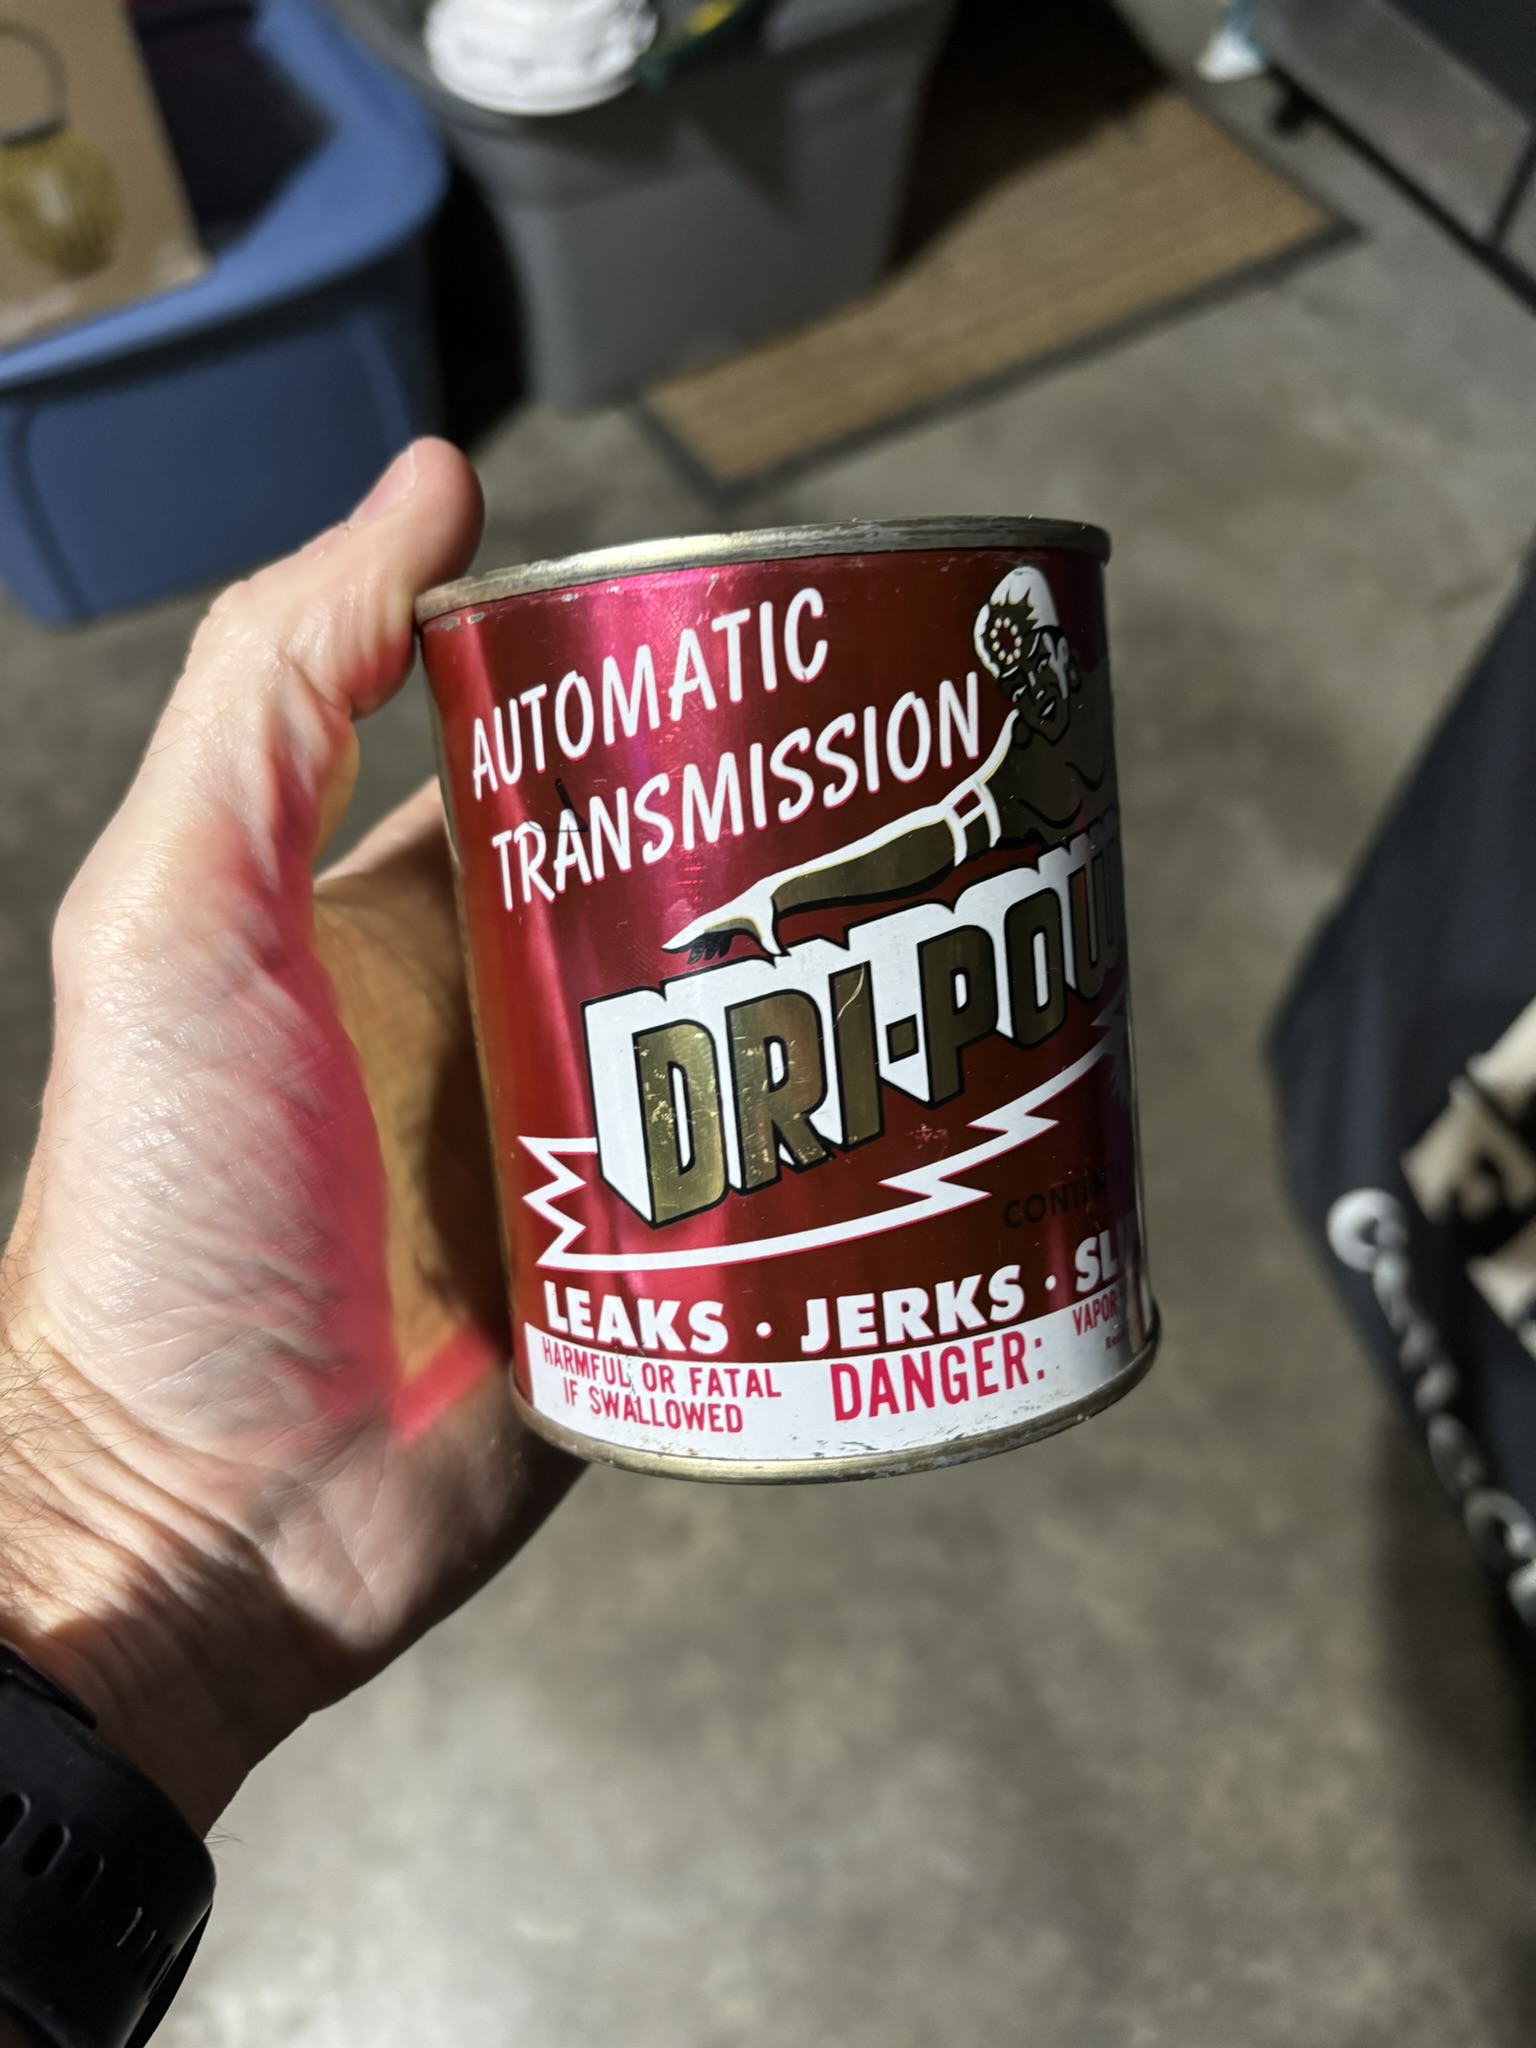 AUTOMATIC
TRANSMISSION
DRI-POW
LEAKS · JERKS · SL
HARMFUL OR FATAL
IF SWALLOWED
DANGER: